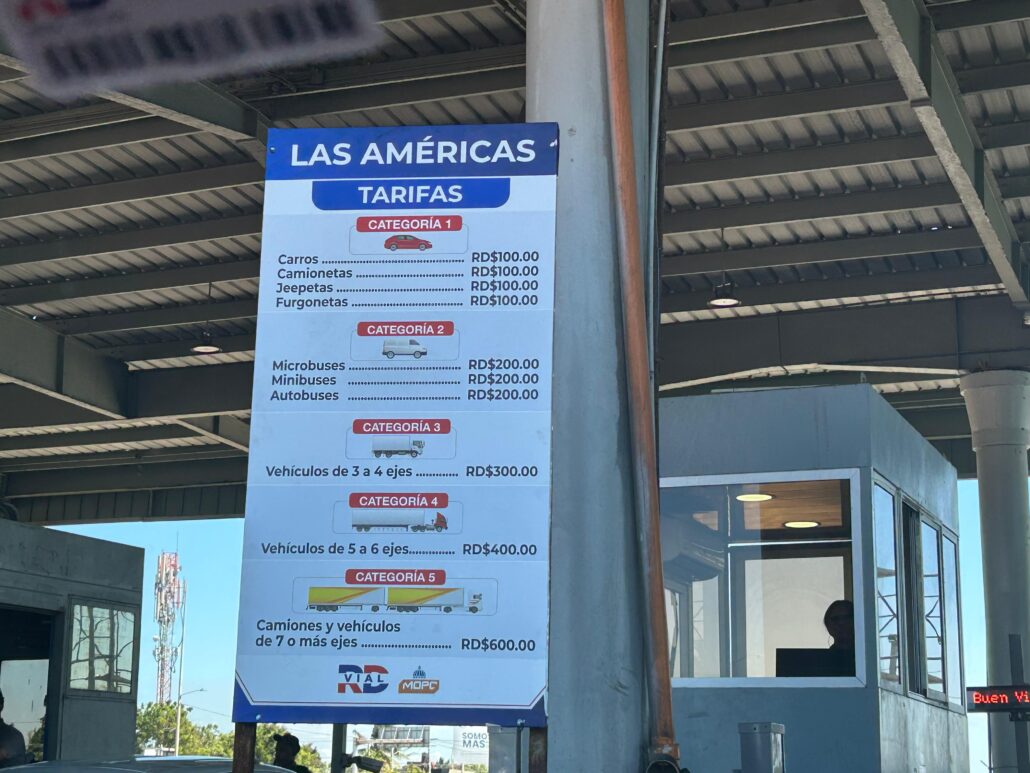 RD
LAS AMÉRICAS
TARIFAS
CATEGORÍA 1
Carros ........................ RD$100.00
Camionetas ........................ RD$100.00
Jeepetas ........................ RD$100.00
Furgonetas ........................ RD$100.00
CATEGORÍA 2
Microbuses ........................ RD$200.00
Minibuses ........................ RD$200.00
Autobuses ........................ RD$200.00
CATEGORÍA 3
Vehículos de 3 a 4 ejes ............ RD$300.00
CATEGORÍA 4
Vehículos de 5 a 6 ejes............ RD$400.00
CATEGORÍA 5
Camiones y vehículos
de 7 o más ejes ........................ RD$600.00
RD VIAL MOPC
Buen Vi
SOMO
MAS